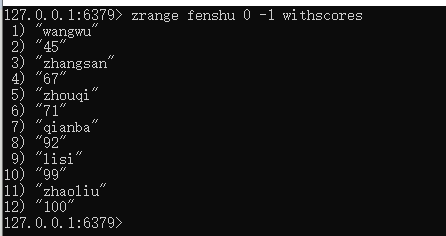 127.0.0.1:6379> zrange fenshu 0 -1 withscores
1) "wangwu"
2) "45"
3) "zhangsan"
4) "67"
5) "zhouqi"
6) "71"
7) "qianba"
8) "92"
9) "lisi"
10) "99"
11) "zhaoliu"
12) "100"
127.0.0.1:6379>